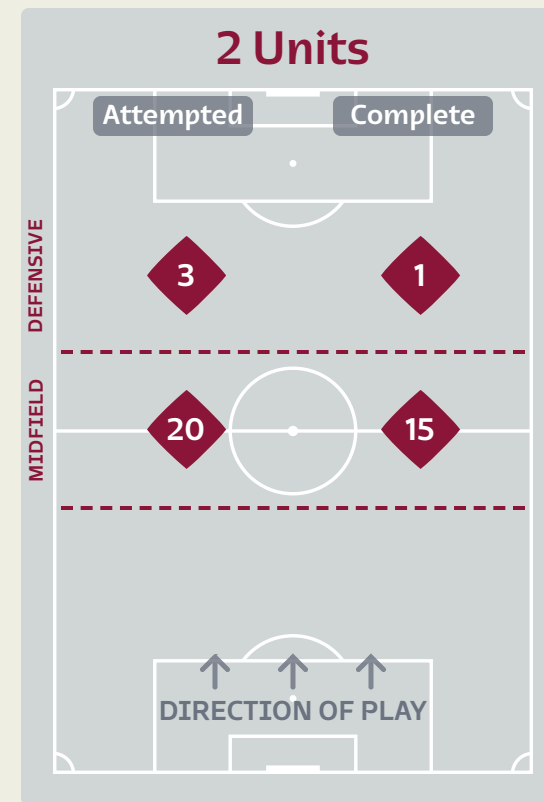 2 Units
Attempted
Complete
DEFENSIVE
3
1
MIDFIELD
20
15
DIRECTION OF PLAY